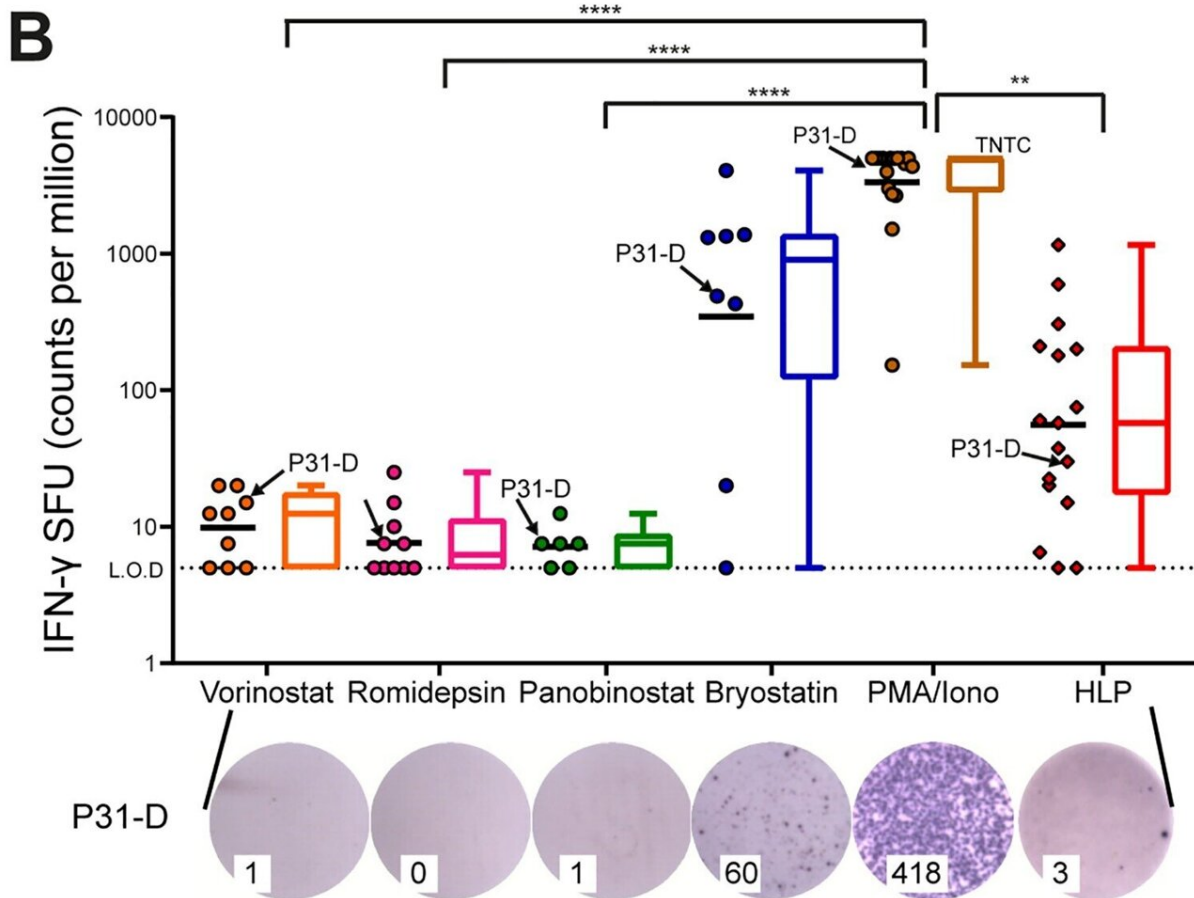 B
****
****
****
**
IFN-γ SFU (counts per million)
10000
1000
100
10
L.O.D
1
P31-D
P31-D
P31-D
P31-D
TNTC
P31-D
Vorinostat Romidepsin Panobinostat Bryostatin PMA/Iono HLP
P31-D
1 0 1 60 418 3